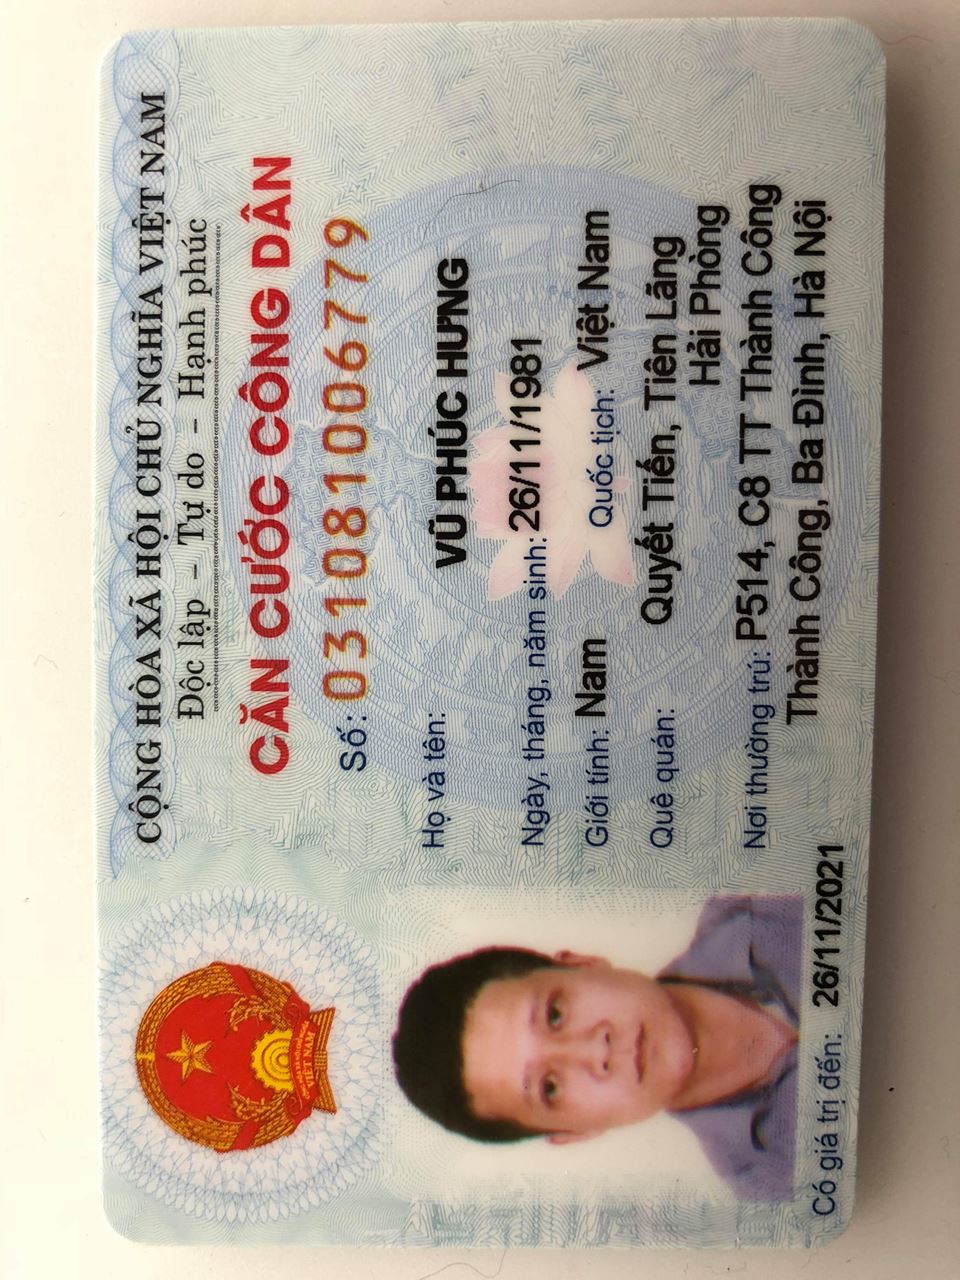 CỘNG HÒA XÃ HỘI CHỦ NGHĨA VIỆT NAM
Độc lập - Tự do - Hạnh phúc
CĂN CƯỚC CÔNG DÂN
Số: 031081006779
Họ và tên: VŨ PHÚC HƯNG
Ngày, tháng, năm sinh: 26/11/1981
Giới tính: Nam Quốc tịch: Việt Nam
Quê quán: Quyết Tiến, Tiên Lãng
Hải Phòng
Nơi thường trú: P514, C8 TT Thành Công
Thành Công, Ba Đình, Hà Nội
Có giá trị đến: 26/11/2021
CỘNG HÒA XÃ HỘI CHỦ NGHĨA
VIỆT NAM